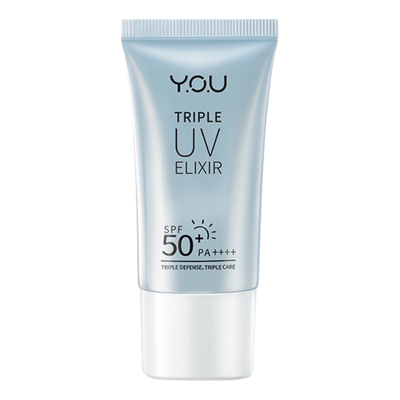 Y.O.U
TRIPLE
UV
ELIXIR
SPF
50+ PA++++
TRIPLE DEFENSE, TRIPLE CARE